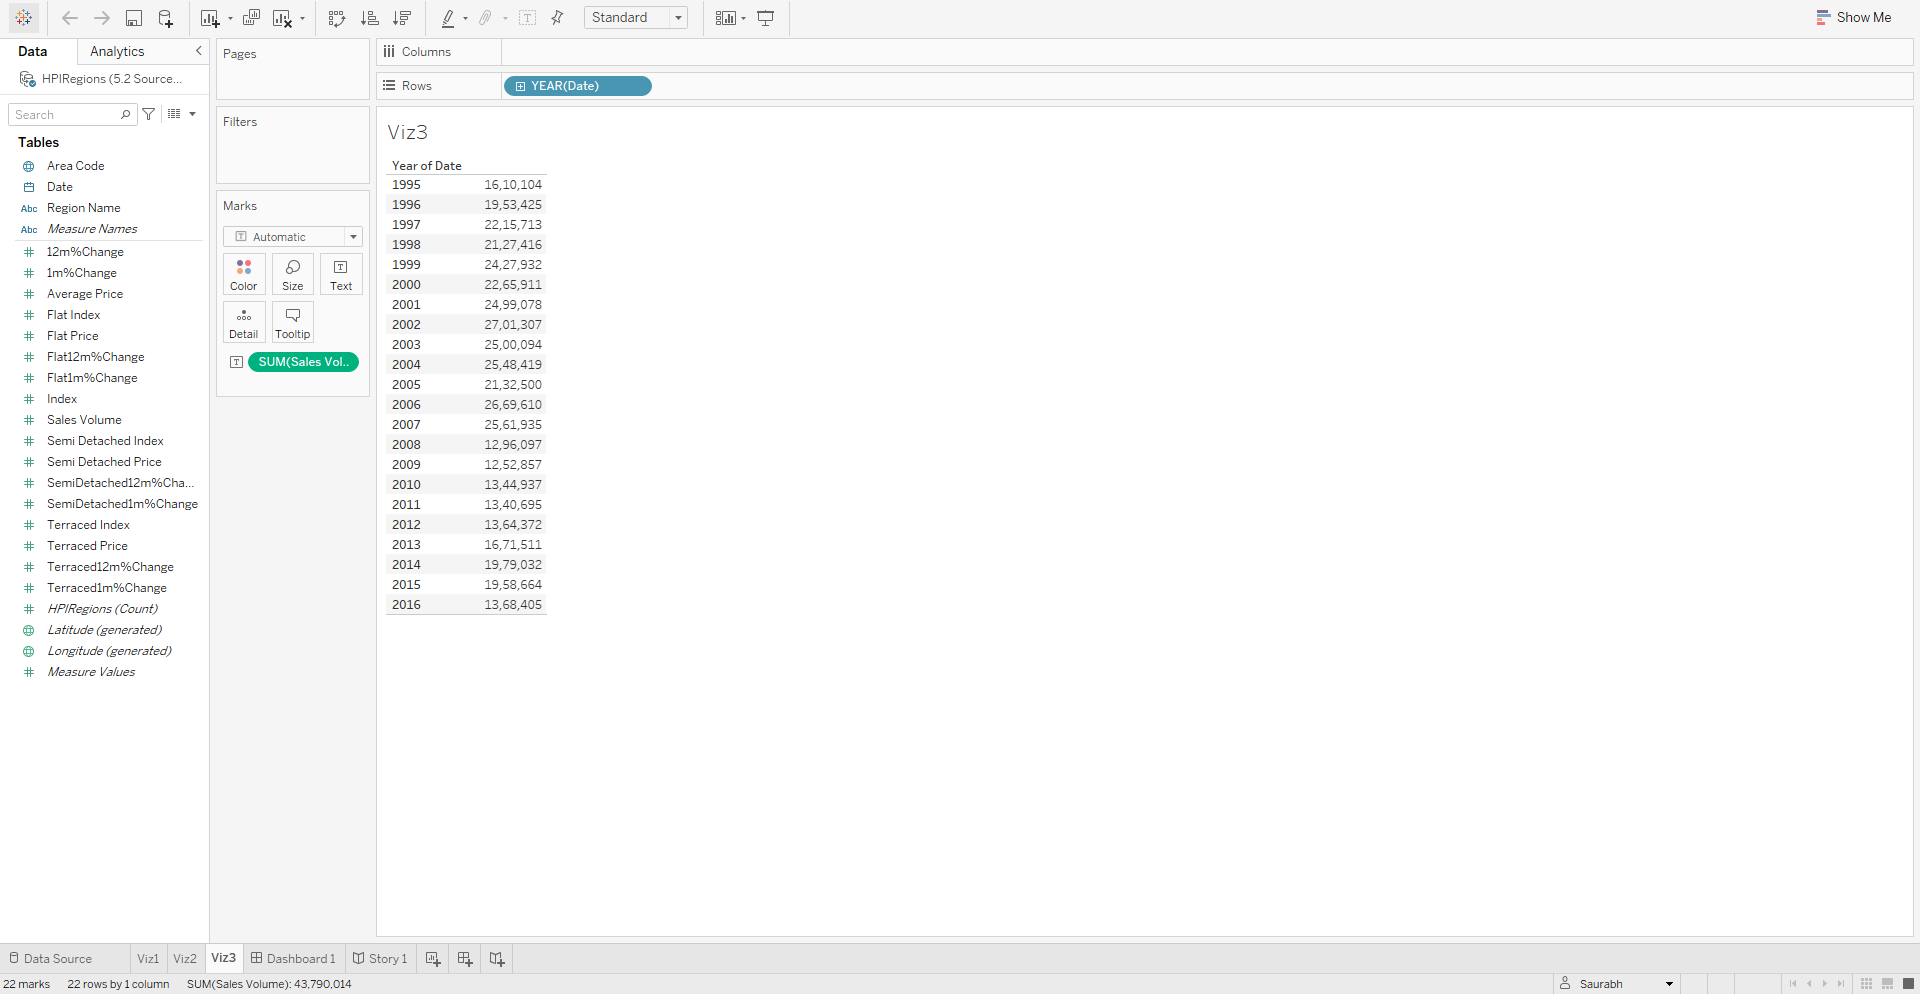 Standard
Show Me
Data
Analytics
HPIRegions (5.2 Source...
Search
Tables
Area Code
Date
Abc Region Name
Abc Measure Names
12m%Change
1m%Change
Average Price
Flat Index
Flat Price
Flat12m%Change
Flat1m%Change
Index
Sales Volume
Semi Detached Index
Semi Detached Price
SemiDetached12m%Cha...
SemiDetached1m%Change
Terraced Index
Terraced Price
Terraced12m%Change
Terraced1m%Change
HPIRegions (Count)
Latitude (generated)
Longitude (generated)
Measure Values
Pages
Filters
Marks
Automatic
Color Size Text
Detail Tooltip
SUM(Sales Vol..
Columns
Rows YEAR(Date)
Viz3
Year of Date
1995 16,10,104
1996 19,53,425
1997 22,15,713
1998 21,27,416
1999 24,27,932
2000 22,65,911
2001 24,99,078
2002 27,01,307
2003 25,00,094
2004 25,48,419
2005 21,32,500
2006 26,69,610
2007 25,61,935
2008 12,96,097
2009 12,52,857
2010 13,44,937
2011 13,40,695
2012 13,64,372
2013 16,71,511
2014 19,79,032
2015 19,58,664
2016 13,68,405
Data Source Viz1 Viz2 Viz3 Dashboard 1 Story 1
22 marks 22 rows by 1 column SUM(Sales Volume): 43,790,014 Saurabh